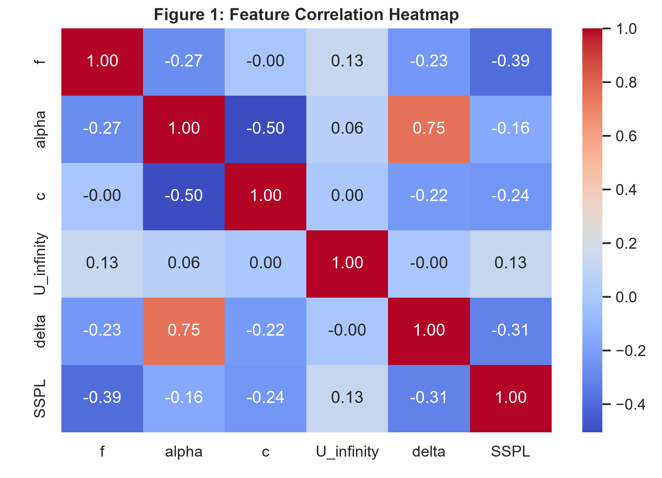 Figure 1: Feature Correlation Heatmap
f 1.00 -0.27 -0.00 0.13 -0.23 -0.39
alpha -0.27 1.00 -0.50 0.06 0.75 -0.16
c -0.00 -0.50 1.00 0.00 -0.22 -0.24
U_infinity 0.13 0.06 0.00 1.00 -0.00 0.13
delta -0.23 0.75 -0.22 -0.00 1.00 -0.31
SSPL -0.39 -0.16 -0.24 0.13 -0.31 1.00
f alpha c U_infinity delta SSPL
1.0
0.8
0.6
0.4
0.2
0.0
−0.2
−0.4